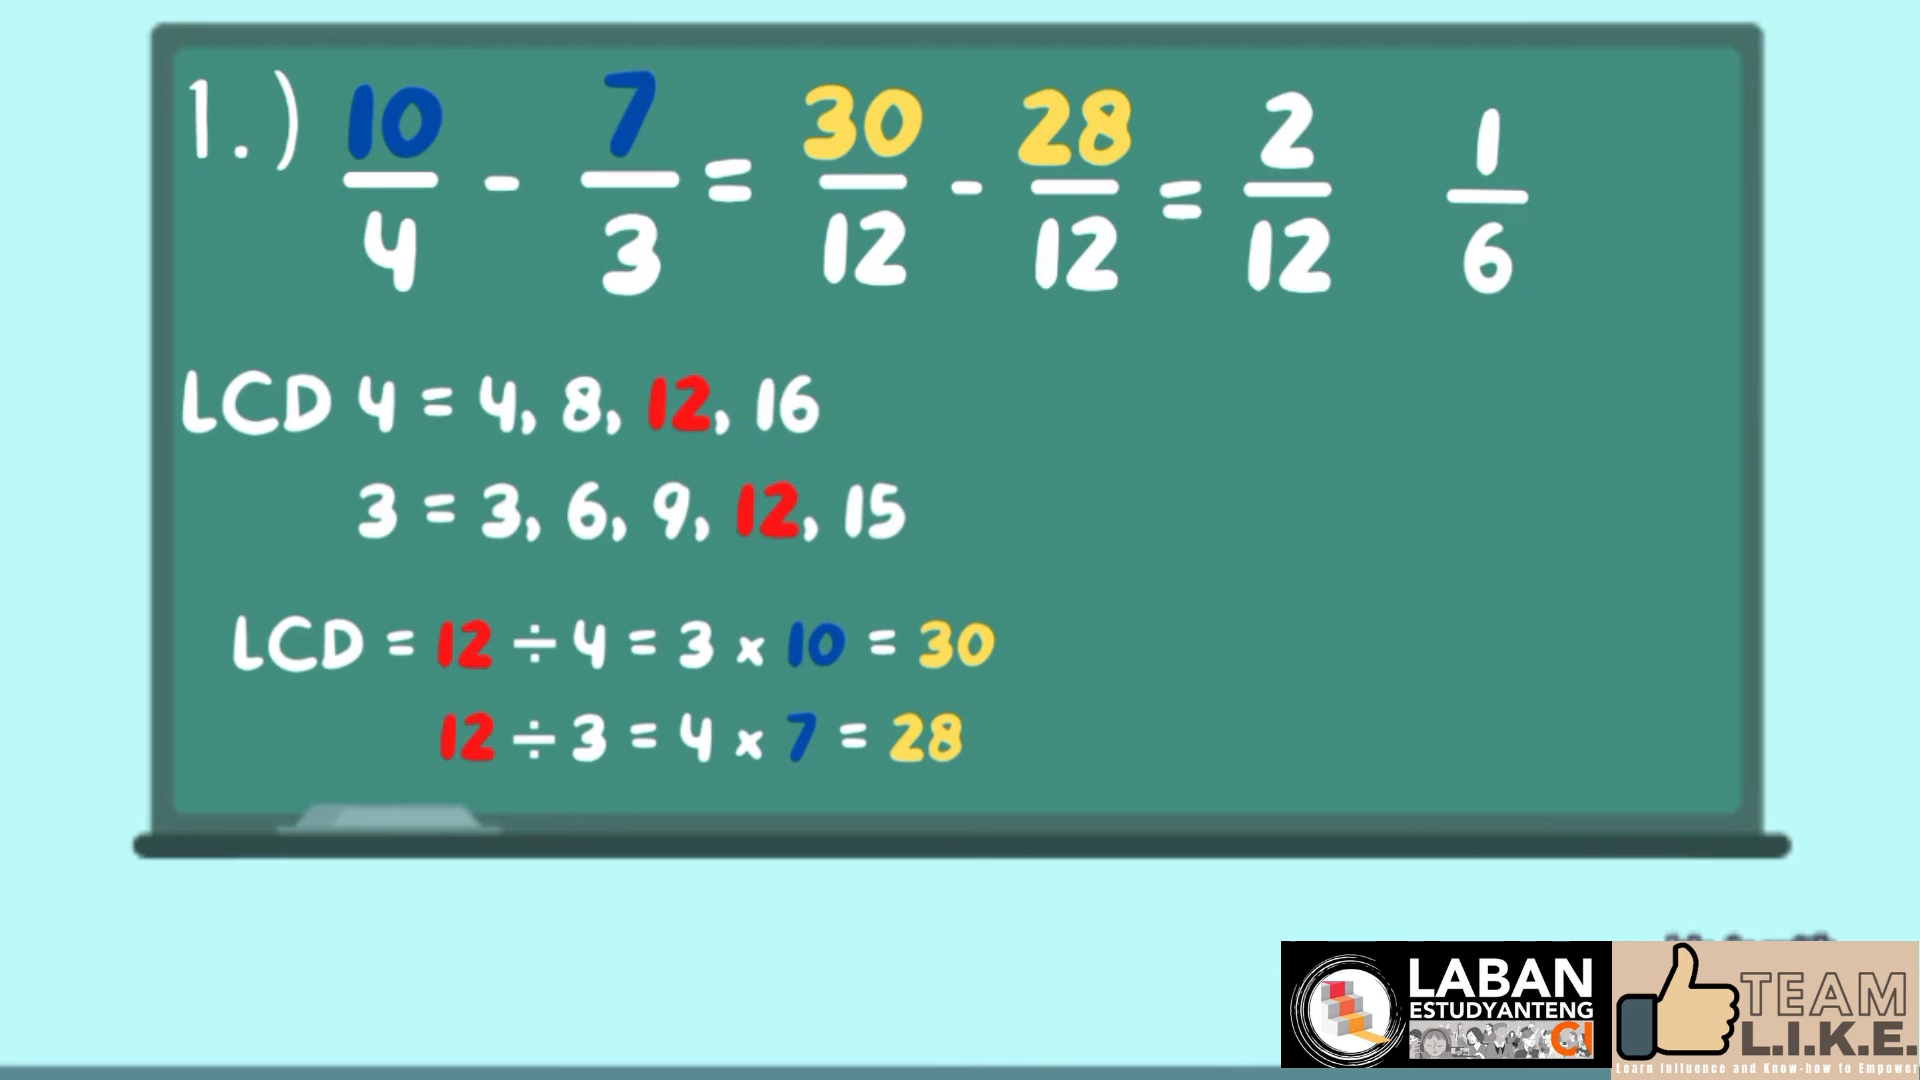 1.) 10/4 - 7/3 = 30/12 - 28/12 = 2/12 1/6
LCD 4 = 4, 8, 12, 16
3 = 3, 6, 9, 12, 15
LCD = 12 ÷ 4 = 3 x 10 = 30
12 ÷ 3 = 4 x 7 = 28
LABAN
ESTUDYANTENG
CI
TEAM
L.I.K.E.
Learn Influence and Know-how to Empower